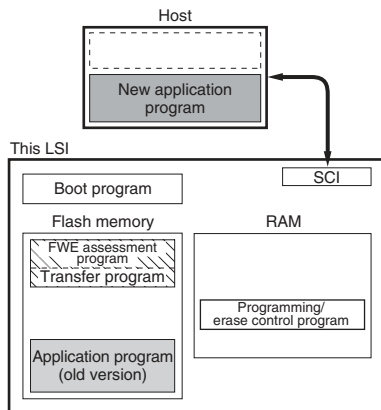 Host
New application
program
This LSI
Boot program
SCI
Flash memory
RAM
FWE assessment
program
Transfer program
Programming/
erase control program
Application program
(old version)